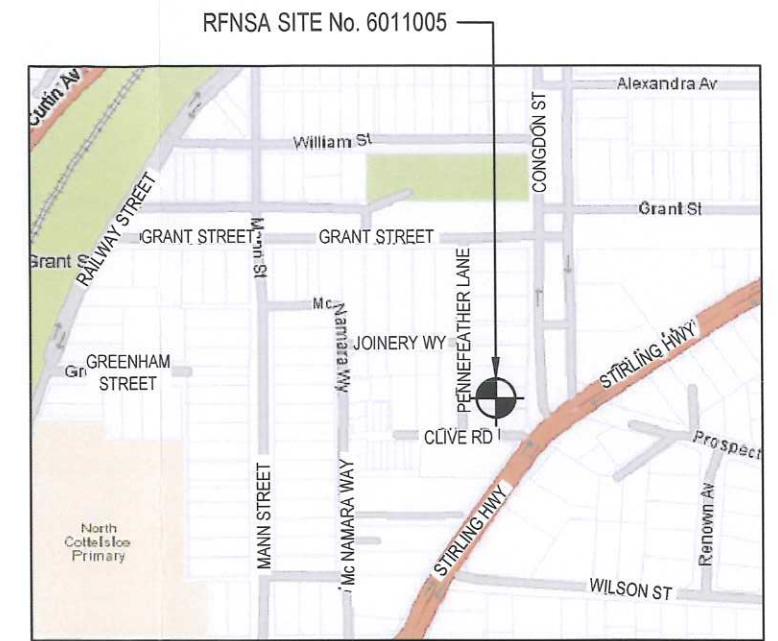 RFNSA SITE No. 6011005
Curtin Av
Alexandra Av
William St
CONGDON ST
RAILWAY STREET
Grant St
GRANT STREET
GRANT STREET
Mann St
Grant S
PENNEFEATHER LANE
Mc
Namara Wy
JOINERY WY
STIRLING HWY
Gr
GREENHAM
STREET
CLIVE RD
Prospect
North
Cottesloe
Primary
MANN STREET
Mc NAMARA WAY
STIRLING HWY
Renown Av
WILSON ST